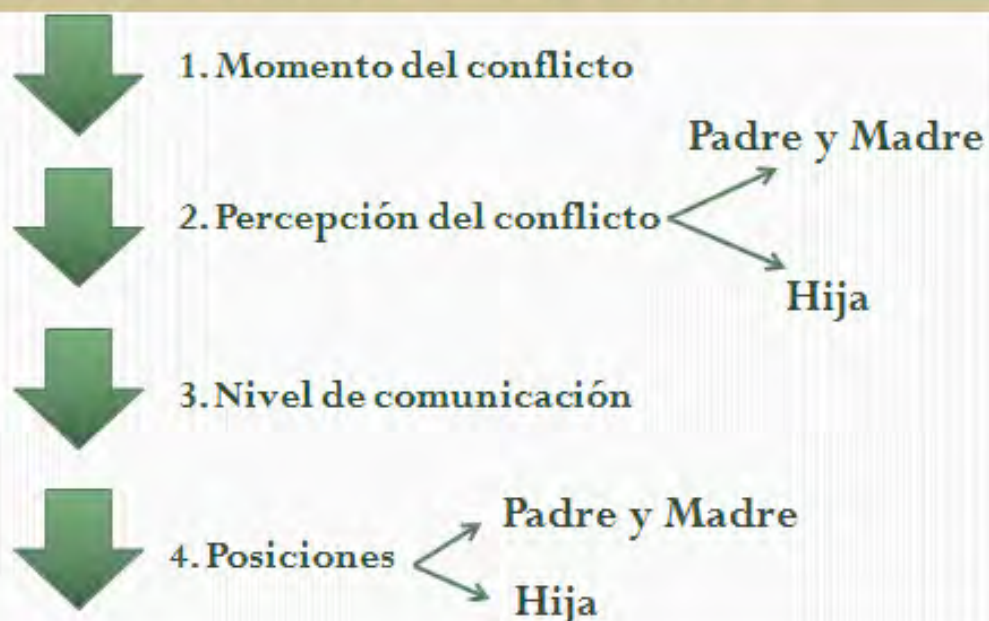 1. Momento del conflicto
Padre y Madre
2. Percepción del conflicto
Hija
3. Nivel de comunicación
Padre y Madre
4. Posiciones
Hija